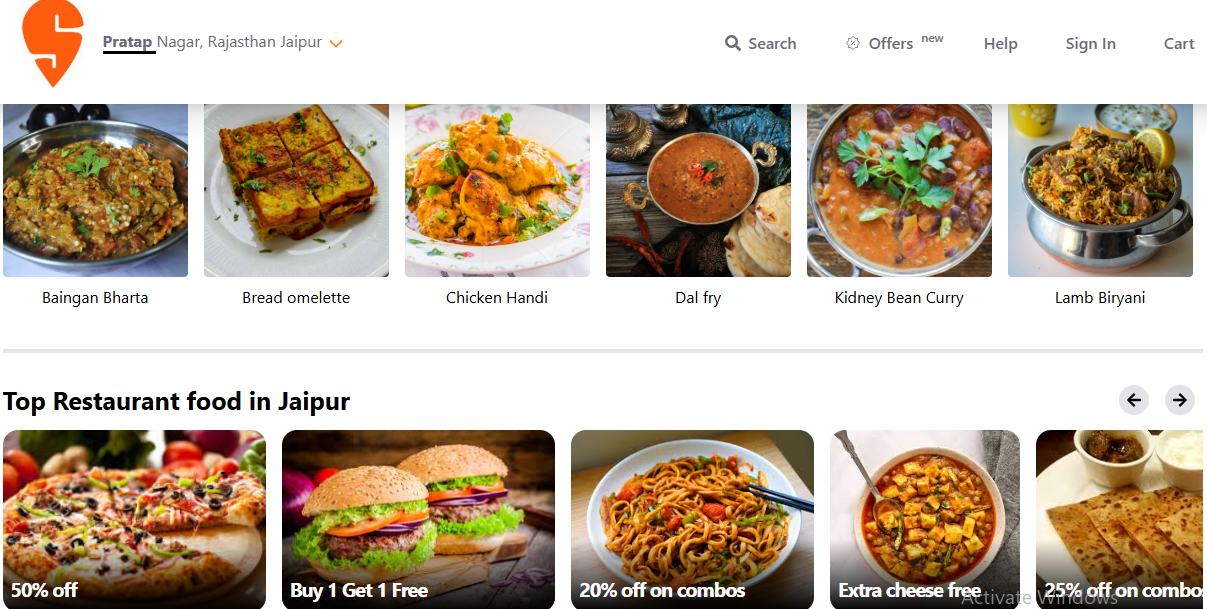 Pratap Nagar, Rajasthan Jaipur
Search
Offers new
Help
Sign In
Cart
Baingan Bharta
Bread omelette
Chicken Handi
Dal fry
Kidney Bean Curry
Lamb Biryani
Top Restaurant food in Jaipur
50% off
Buy 1 Get 1 Free
20% off on combos
Extra cheese free
25% off on combos
Activate Windows